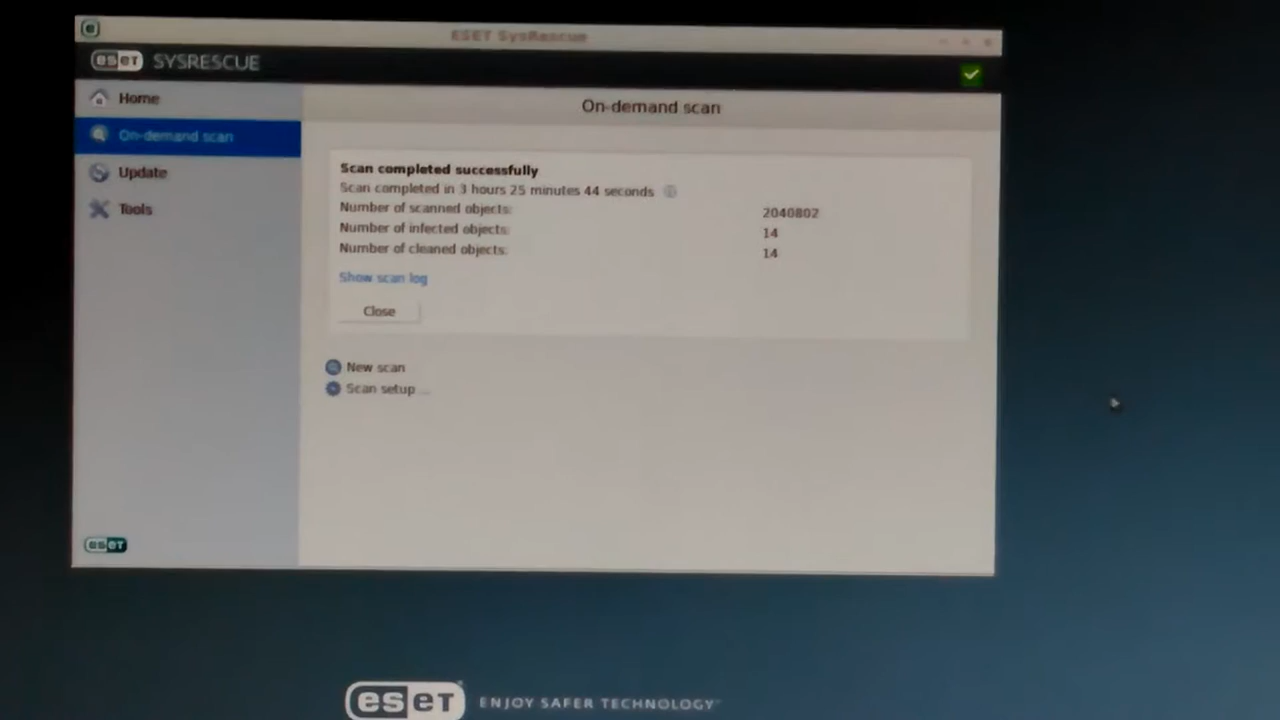 ESET SysRescue
eset SYSRESCUE
Home
On-demand scan
Update
Tools
On-demand scan
Scan completed successfully
Scan completed in 3 hours 25 minutes 44 seconds
Number of scanned objects: 2040802
Number of infected objects: 14
Number of cleaned objects: 14
Show scan log
Close
New scan
Scan setup ...
eset
eset ENJOY SAFER TECHNOLOGY™